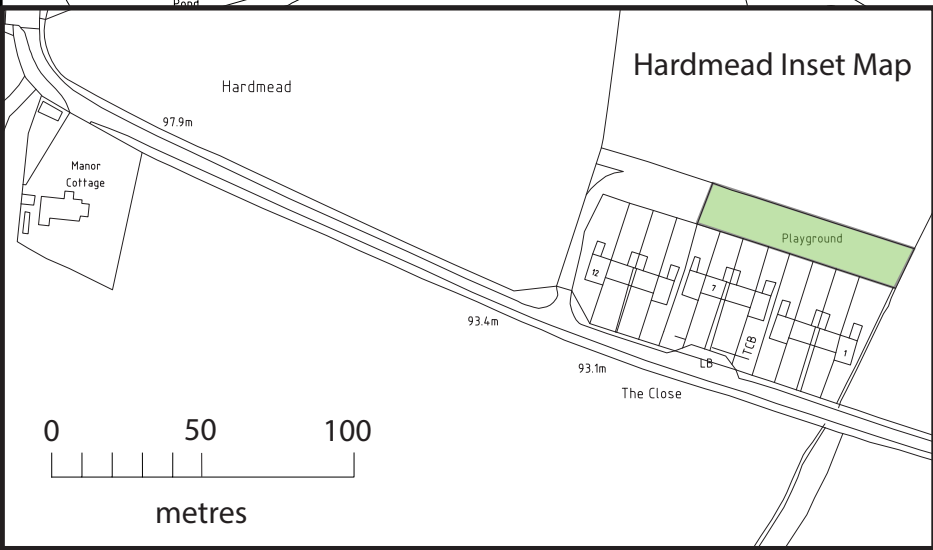 Pond
Hardmead Inset Map
Hardmead
97.9m
Manor
Cottage
Playground
12
7
1
93.4m
LB
TCB
93.1m
The Close
0 50 100
metres